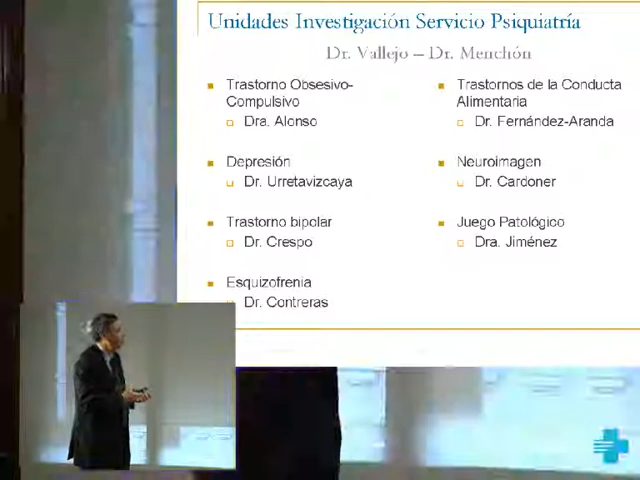 Unidades Investigación Servicio Psiquiatría
Dr. Vallejo – Dr. Menchón
Trastorno Obsesivo-
Compulsivo
Dra. Alonso
Depresión
Dr. Urretavizcaya
Trastorno bipolar
Dr. Crespo
Esquizofrenia
Dr. Contreras
Trastornos de la Conducta
Alimentaria
Dr. Fernández-Aranda
Neuroimagen
Dr. Cardoner
Juego Patológico
Dra. Jiménez